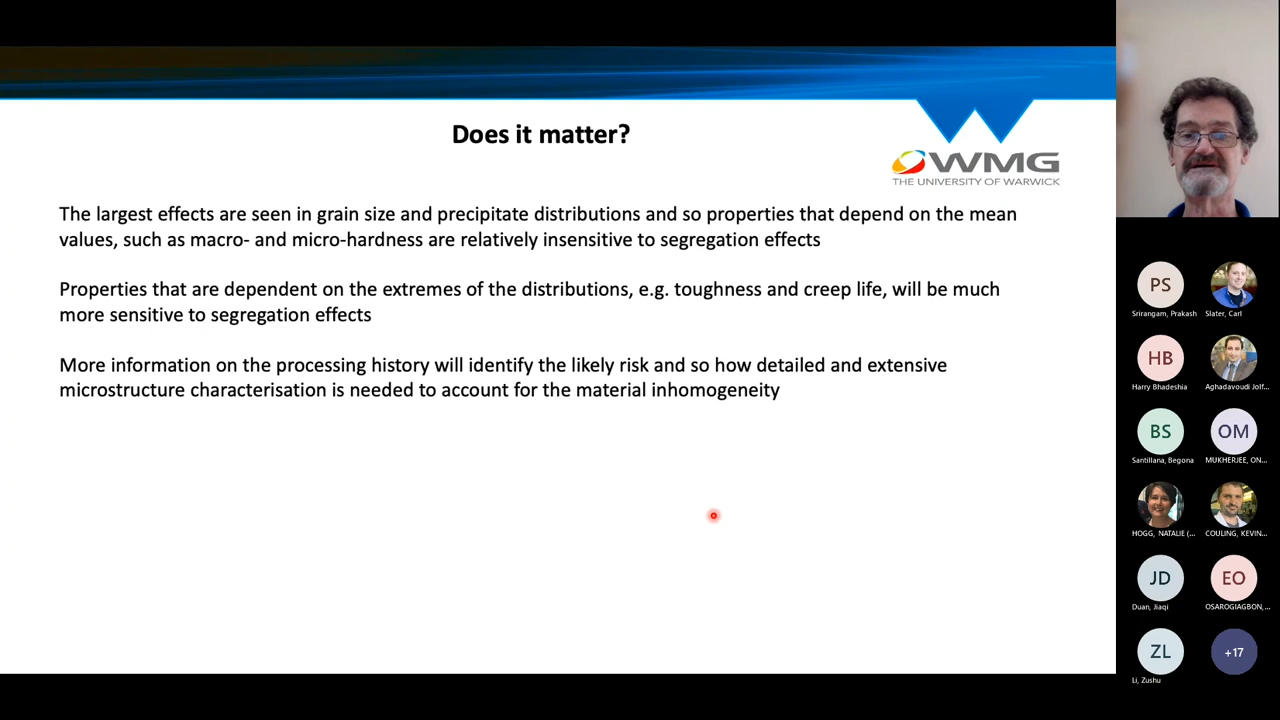 Does it matter?
WMG
THE UNIVERSITY OF WARWICK
The largest effects are seen in grain size and precipitate distributions and so properties that depend on the mean
values, such as macro- and micro-hardness are relatively insensitive to segregation effects
Properties that are dependent on the extremes of the distributions, e.g. toughness and creep life, will be much
more sensitive to segregation effects
More information on the processing history will identify the likely risk and so how detailed and extensive
microstructure characterisation is needed to account for the material inhomogeneity
PS
Srirangam, Prakash
Slater, Carl
HB
Harry Bhadeshia
Aghadavoudi Jolf...
BS
Santillana, Begona
OM
MUKHERJEE, ON...
HOGG, NATALIE (...
COULING, KEVIN...
JD
Duan, Jiaqi
EO
OSAROGIAGBON,...
ZL
Li, Zushu
+17